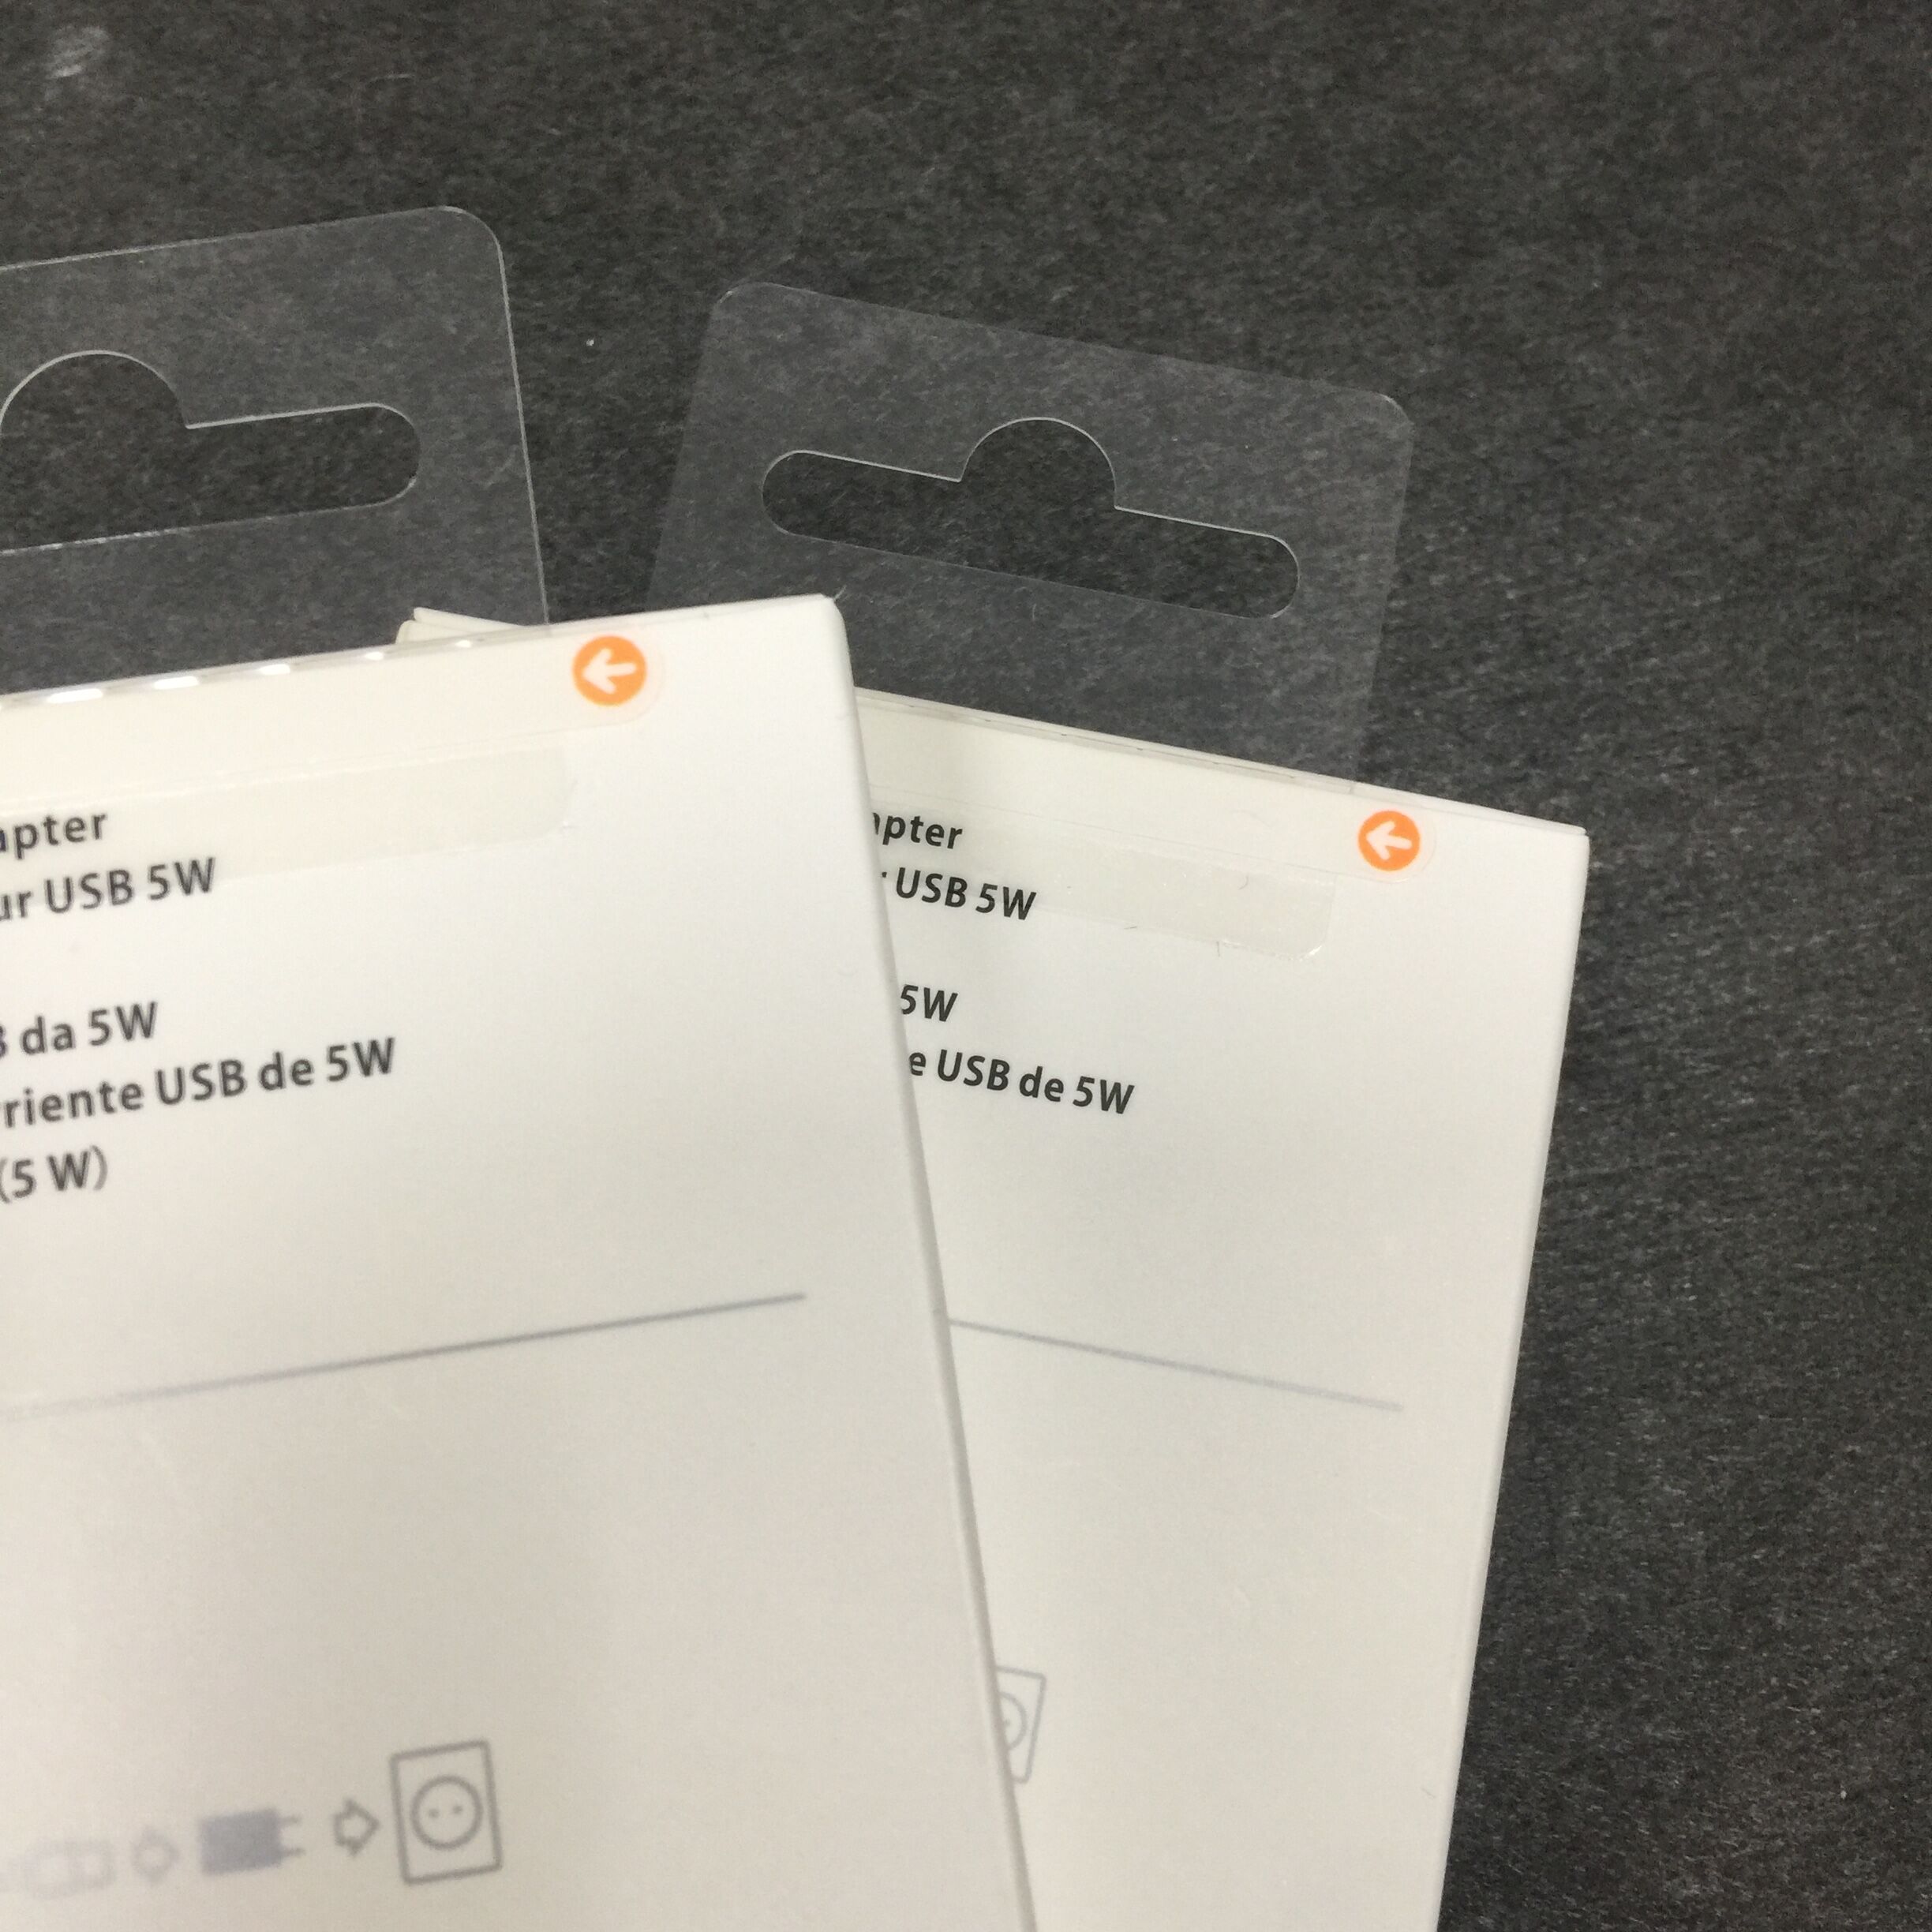 apter
ur USB 5W
B da 5W
rriente USB de 5W
(5 W)
apter
r USB 5W
5W
e USB de 5W